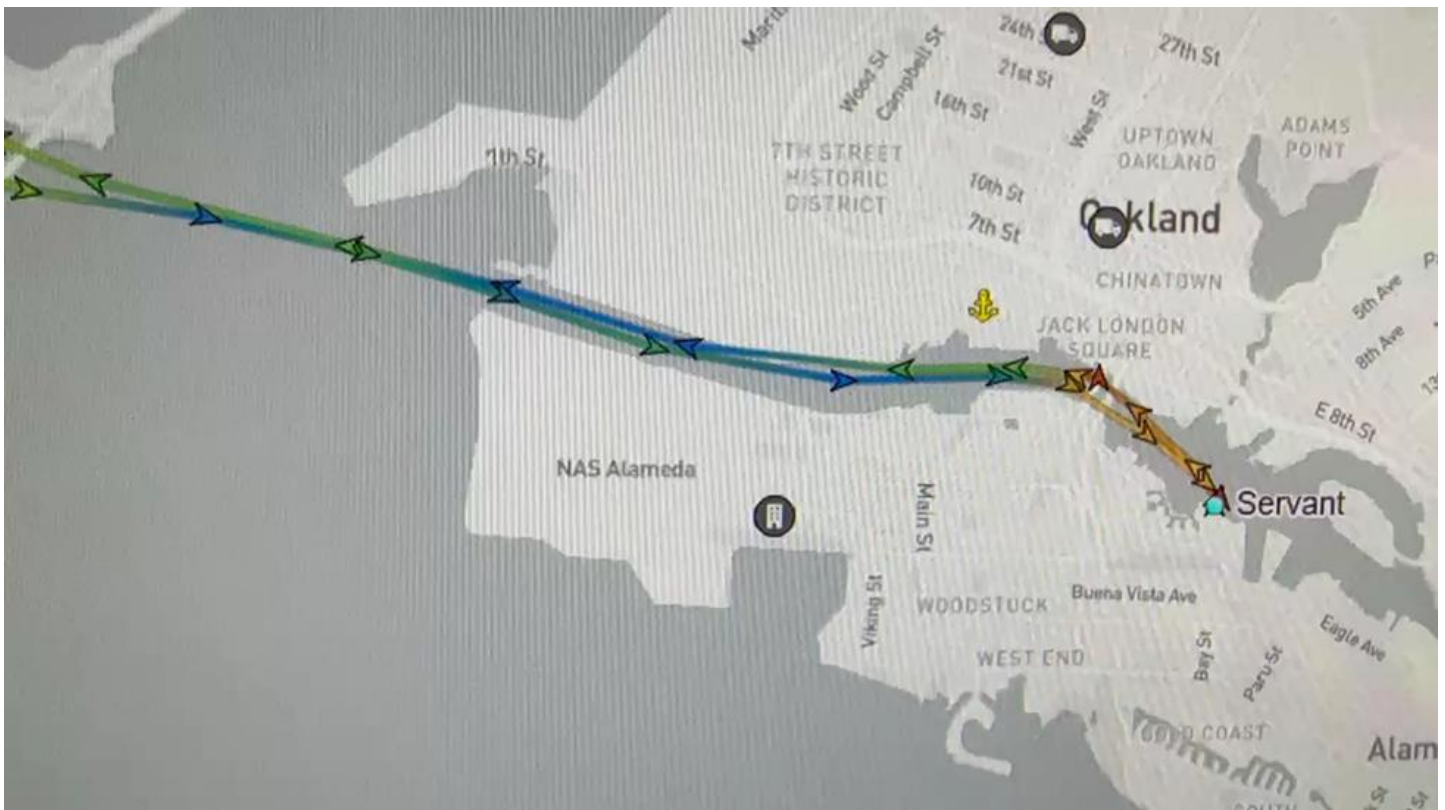 24th
27th St
21st St
Wood St
Campbell St
16th St
West St
UPTOWN
OAKLAND
ADAMS
POINT
7th St
7TH STREET
HISTORIC
DISTRICT
10th St
7th St
CHINATOWN
5th Ave
8th Ave
JACK LONDON
SQUARE
E 8th St
NAS Alameda
Main St
Servant
Viking St
WOODSTOCK
Buena Vista Ave
Eagle Ave
WEST END
Bay St
Paru St
COAST
Alam